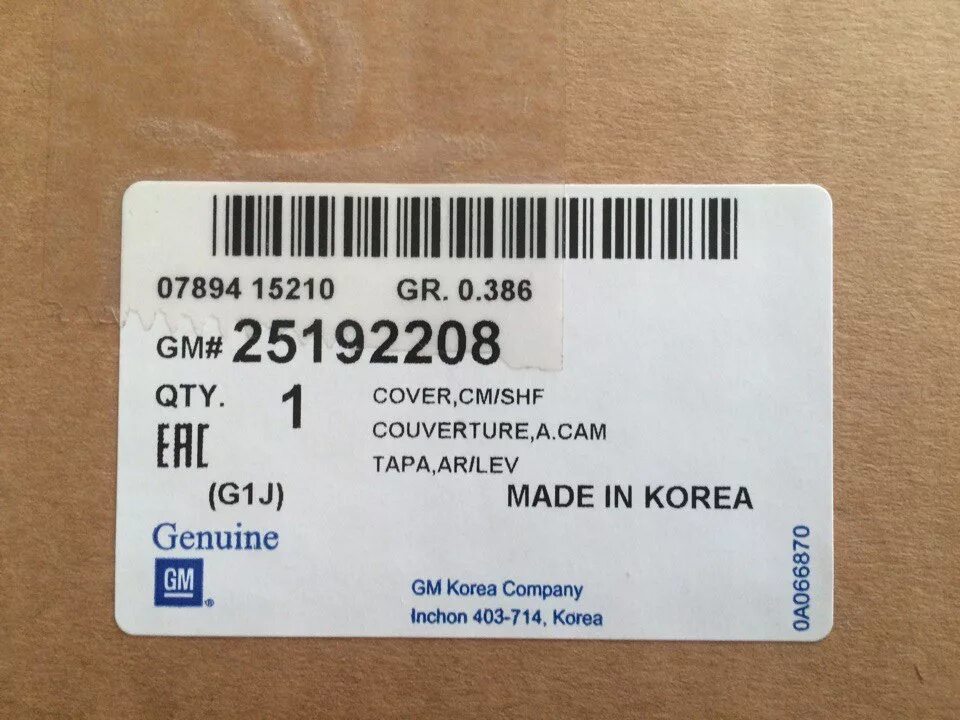 07894 15210 GR. 0.386
GM# 25192208
QTY. 1
COVER,CM/SHF
COUVERTURE,A.CAM
TAPA,AR/LEV
EAC
(G1J)
MADE IN KOREA
Genuine
GM
GM Korea Company
Inchon 403-714, Korea
0A066870